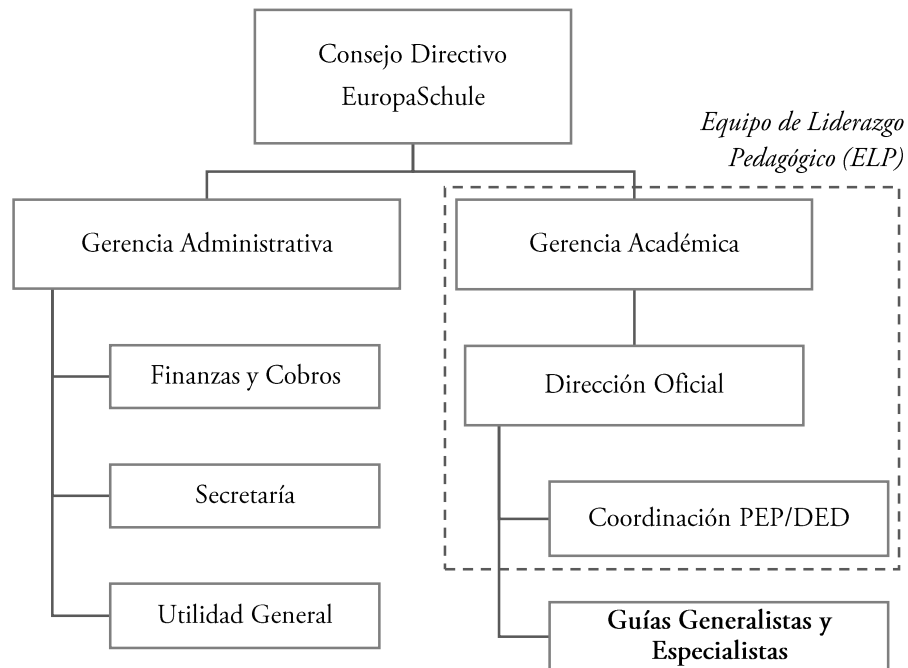 Consejo Directivo
EuropaSchule
Equipo de Liderazgo
Pedagógico (ELP)
Gerencia Administrativa
Gerencia Académica
Finanzas y Cobros
Dirección Oficial
Secretaría
Coordinación PEP/DED
Utilidad General
Guías Generalistas y
Especialistas